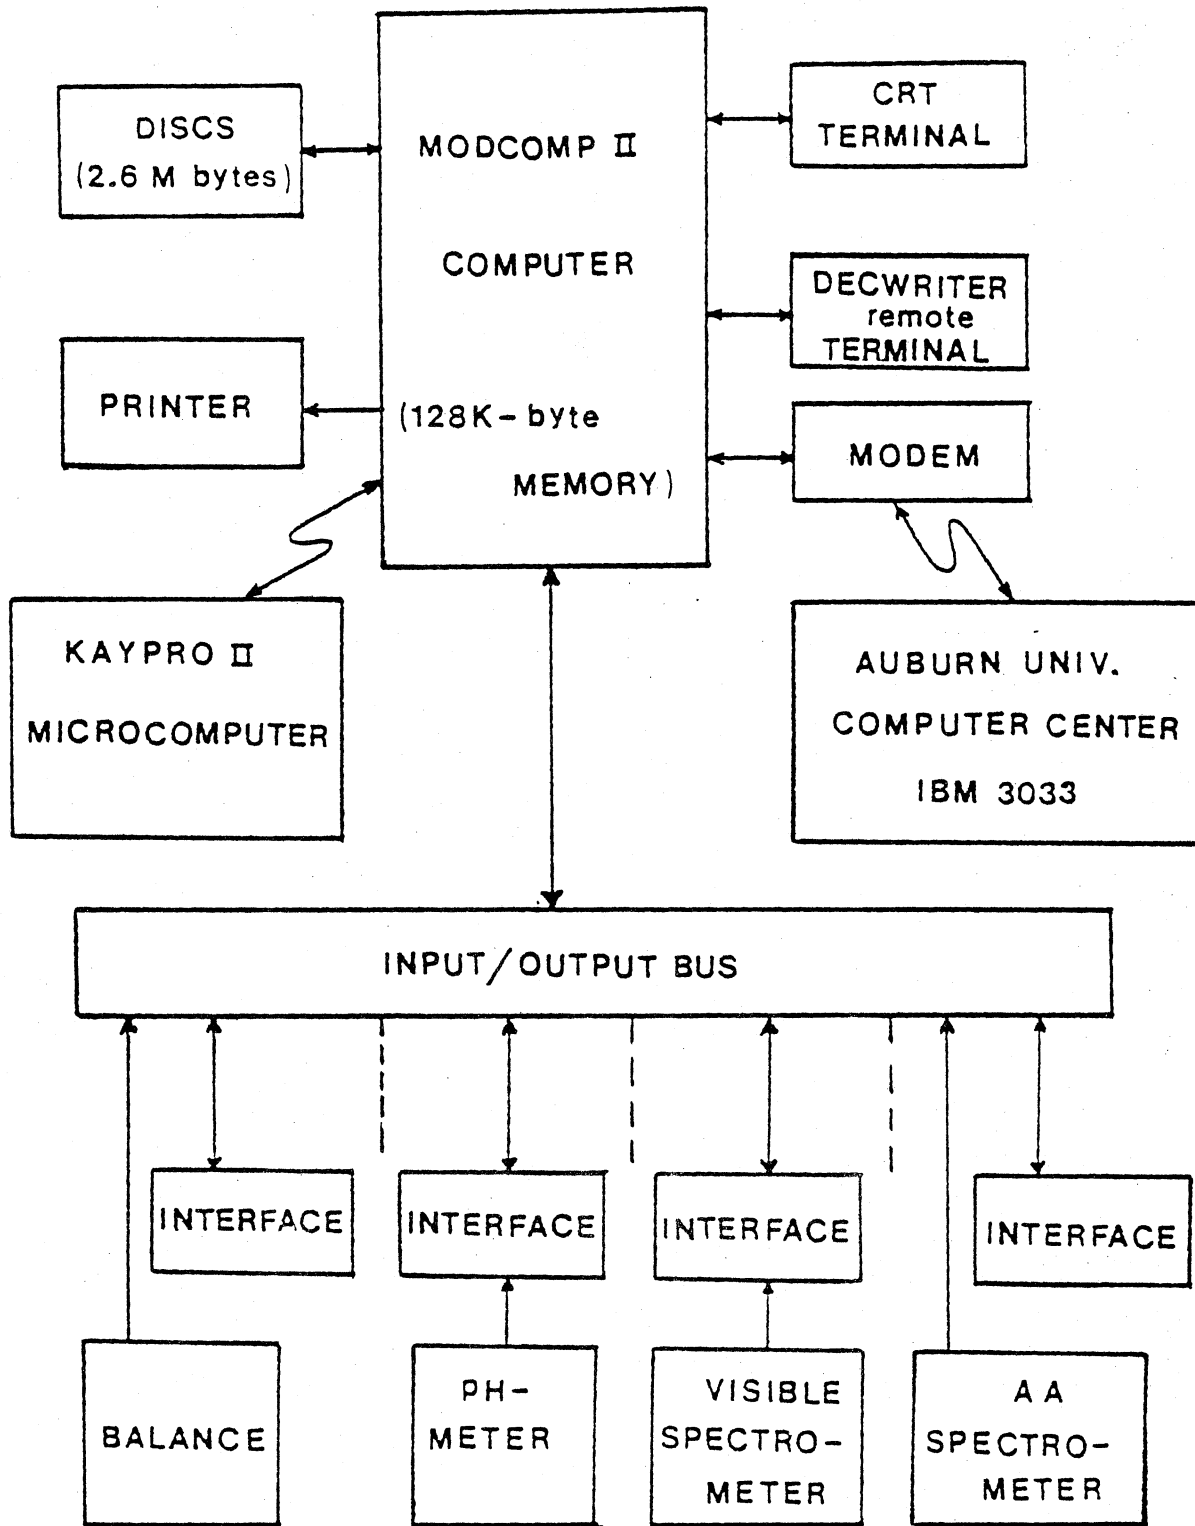 DISCS
(2.6 M bytes)
MODCOMP II
COMPUTER
(128K-byte
MEMORY)
CRT
TERMINAL
DECWRITER
remote
TERMINAL
PRINTER
MODEM
KAYPRO II
MICROCOMPUTER
AUBURN UNIV.
COMPUTER CENTER
IBM 3033
INPUT/OUTPUT BUS
INTERFACE
INTERFACE
INTERFACE
INTERFACE
BALANCE
PH-
METER
VISIBLE
SPECTRO-
METER
AA
SPECTRO-
METER